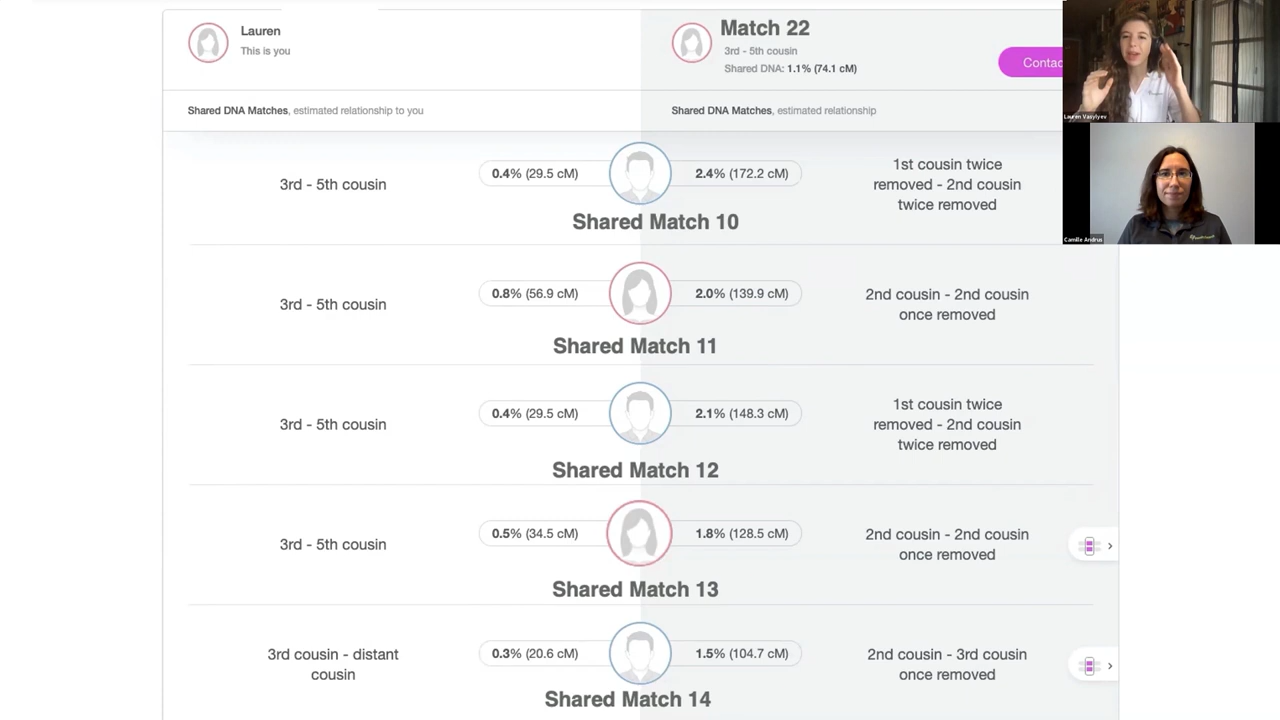 Lauren
This is you
Match 22
3rd - 5th cousin
Shared DNA: 1.1% (74.1 cM)
Contac
Lauren Vasylyev
Shared DNA Matches, estimated relationship to you
Shared DNA Matches, estimated relationship
3rd - 5th cousin
0.4% (29.5 cM)
2.4% (172.2 cM)
1st cousin twice
removed - 2nd cousin
twice removed
Shared Match 10
Camille Andrus
3rd - 5th cousin
0.8% (56.9 cM)
2.0% (139.9 cM)
2nd cousin - 2nd cousin
once removed
Shared Match 11
3rd - 5th cousin
0.4% (29.5 cM)
2.1% (148.3 cM)
1st cousin twice
removed - 2nd cousin
twice removed
Shared Match 12
3rd - 5th cousin
0.5% (34.5 cM)
1.8% (128.5 cM)
2nd cousin - 2nd cousin
once removed
Shared Match 13
3rd cousin - distant
cousin
0.3% (20.6 cM)
1.5% (104.7 cM)
2nd cousin - 3rd cousin
once removed
Shared Match 14